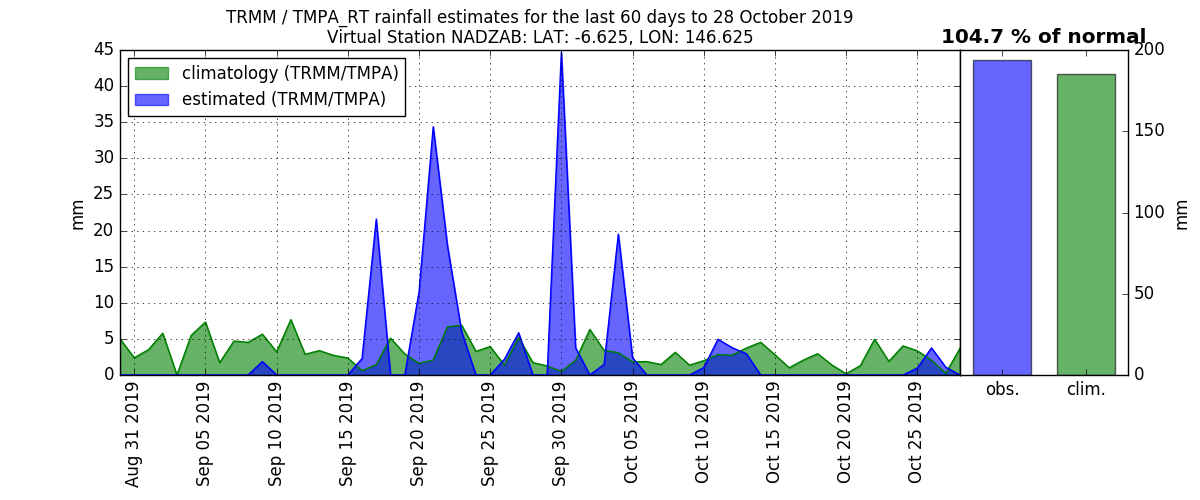 TRMM / TMPA_RT rainfall estimates for the last 60 days to 28 October 2019
Virtual Station NADZAB: LAT: -6.625, LON: 146.625
104.7 % of normal
climatology (TRMM/TMPA)
estimated (TRMM/TMPA)
45
40
35
30
25
20
15
10
5
0
mm
200
150
100
50
0
mm
obs.
clim.
Aug 31 2019
Sep 05 2019
Sep 10 2019
Sep 15 2019
Sep 20 2019
Sep 25 2019
Sep 30 2019
Oct 05 2019
Oct 10 2019
Oct 15 2019
Oct 20 2019
Oct 25 2019